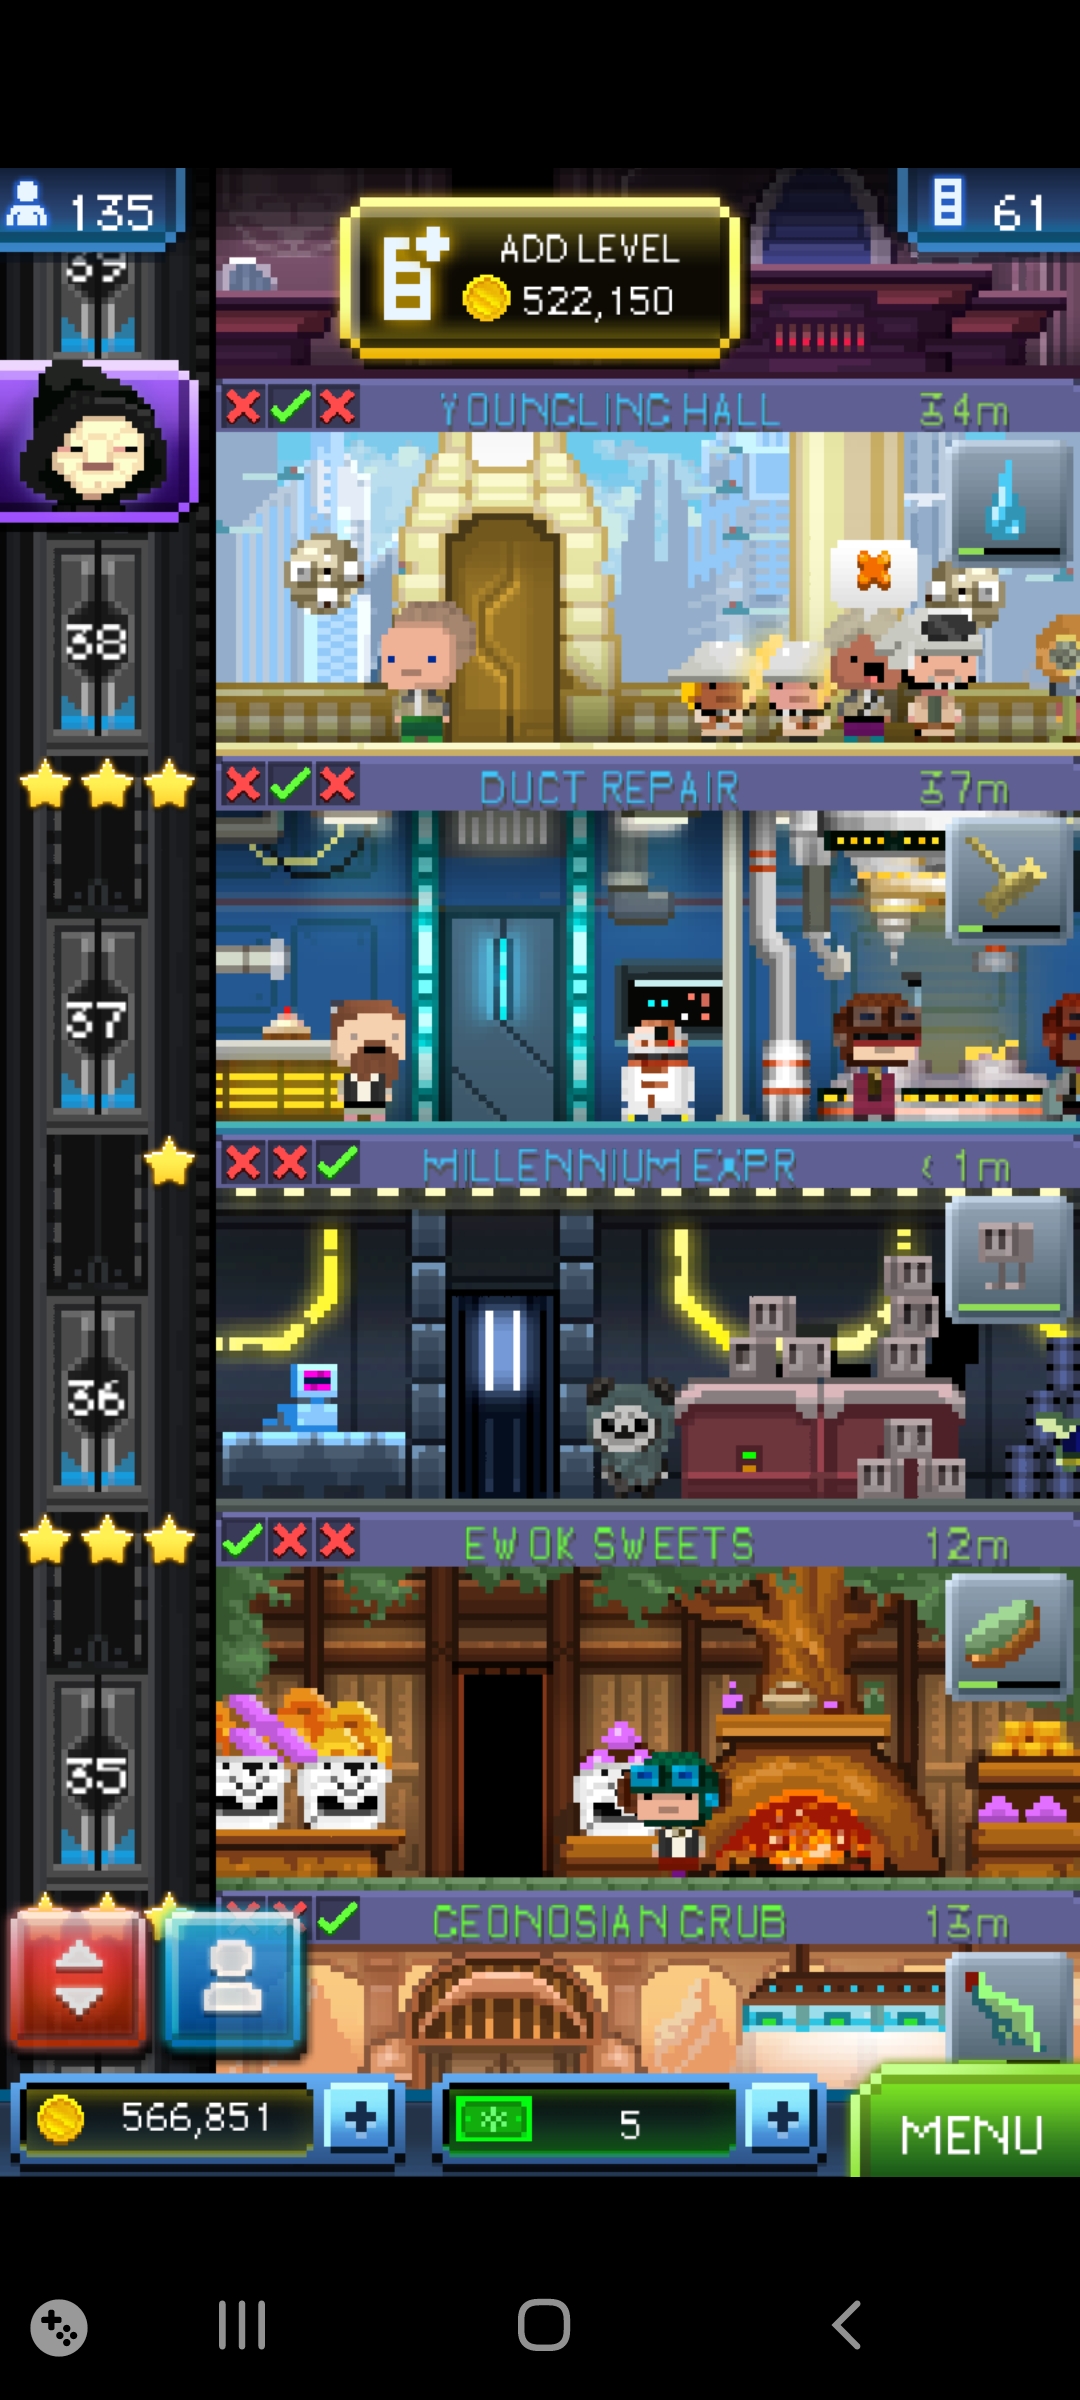 135
61
ADD LEVEL
522,150
39
YOUNGLING HALL
34m
38
DUCT REPAIR
37m
37
MILLENNIUM EXPR
< 1m
36
EWOK SWEETS
12m
35
GEONOSIAN GRUB
13m
566,851
5
MENU